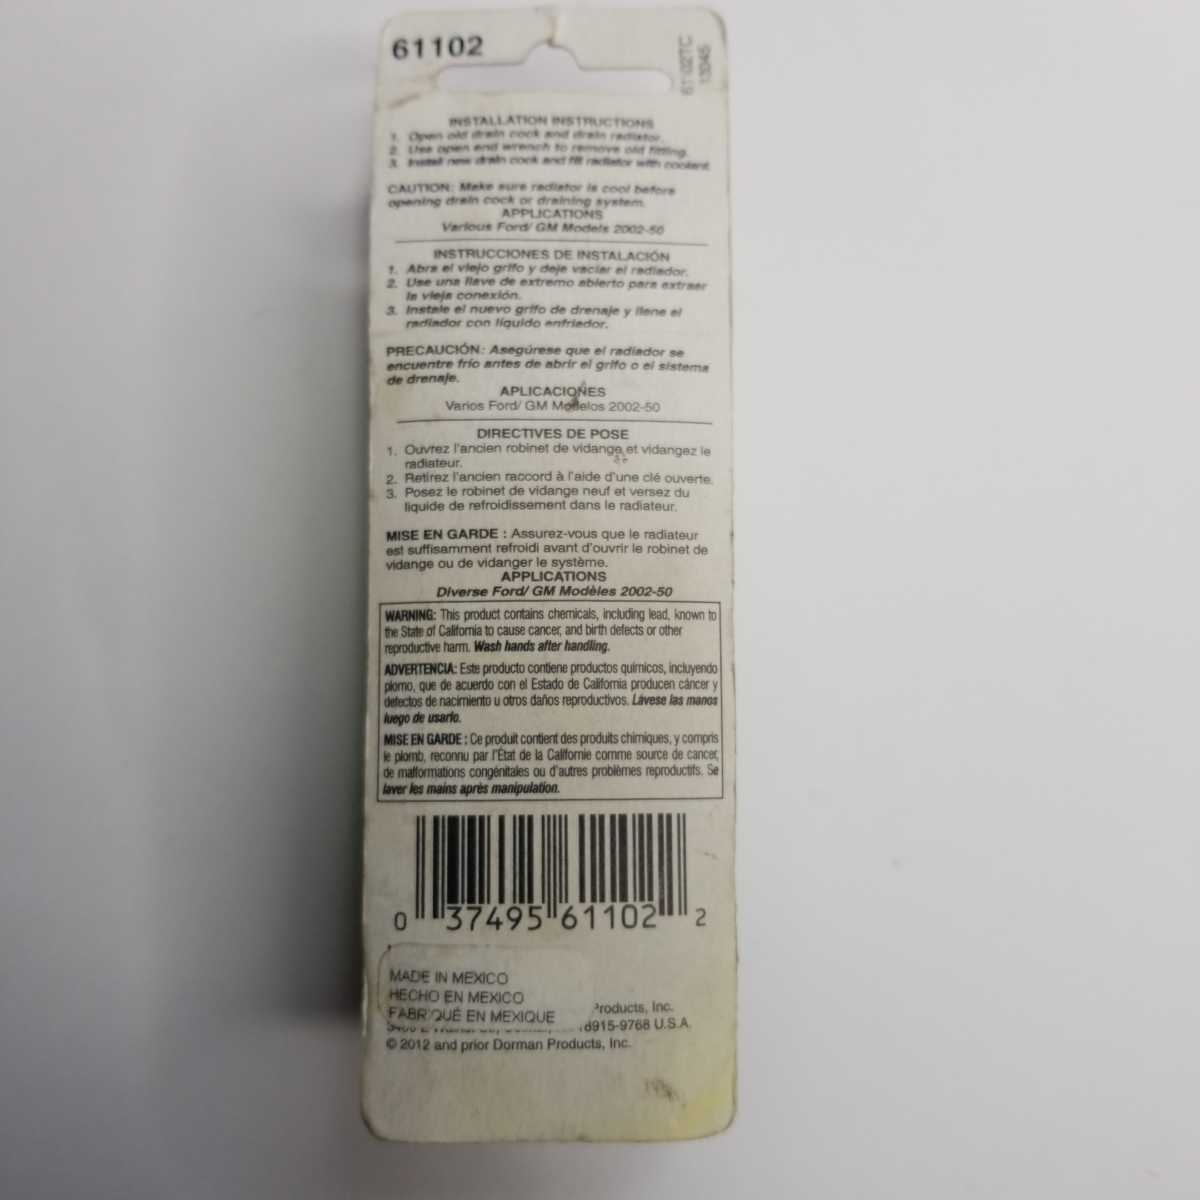 61102
61102TC
13045
INSTALLATION INSTRUCTIONS
1. Open old drain cock and drain radiator.
2. Use open end wrench to remove old fitting.
3. Install new drain cock and fill radiator with coolant.
CAUTION: Make sure radiator is cool before
opening drain cock or draining system.
APPLICATIONS
Various Ford/ GM Models 2002-50
INSTRUCCIONES DE INSTALACIÓN
1. Abra el viejo grifo y deje vaciar el radiador.
2. Use una llave de extremo abierto para extraer
la vieja conexión.
3. Instale el nuevo grifo de drenaje y llene el
radiador con líquido enfriador.
PRECAUCIÓN: Asegúrese que el radiador se
encuentre frío antes de abrir el grifo o el sistema
de drenaje.
APLICACIOÑES
Varios Ford/ GM Modelos 2002-50
DIRECTIVES DE POSE
1. Ouvrez l'ancien robinet de vidange et vidangez le
radiateur.
2. Retirez l'ancien raccord à l'aide d'une clé ouverte.
3. Posez le robinet de vidange neuf et versez du
liquide de refroidissement dans le radiateur.
MISE EN GARDE : Assurez-vous que le radiateur
est suffisamment refroidi avant d'ouvrir le robinet de
vidange ou de vidanger le système.
APPLICATIONS
Diverse Ford/ GM Modèles 2002-50
WARNING: This product contains chemicals, including lead, known to
the State of California to cause cancer, and birth defects or other
reproductive harm. Wash hands after handling.
ADVERTENCIA: Este producto contiene productos químicos, incluyendo
plomo, que de acuerdo con el Estado de California producen cáncer y
defectos de nacimiento u otros daños reproductivos. Lávese las manos
luego de usarlo.
MISE EN GARDE : Ce produit contient des produits chimiques, y compris
le plomb, reconnu par l'État de la Californie comme source de cancer,
de malformations congénitales ou d'autres problèmes reproductifs. Se
laver les mains après manipulation.
0 37495 61102 2
MADE IN MEXICO
HECHO EN MEXICO
FABRIQUÉ EN MEXIQUE
Products, Inc.
18915-9768 U.S.A.
© 2012 and prior Dorman Products, Inc.